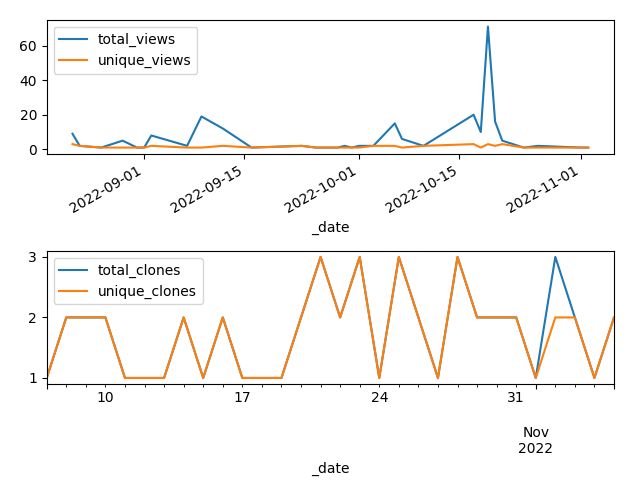 60
40
20
0
total_views
unique_views
2022-09-01
2022-09-15
2022-10-01
2022-10-15
2022-11-01
_date
3
2
1
total_clones
unique_clones
10
17
24
31
Nov
2022
_date